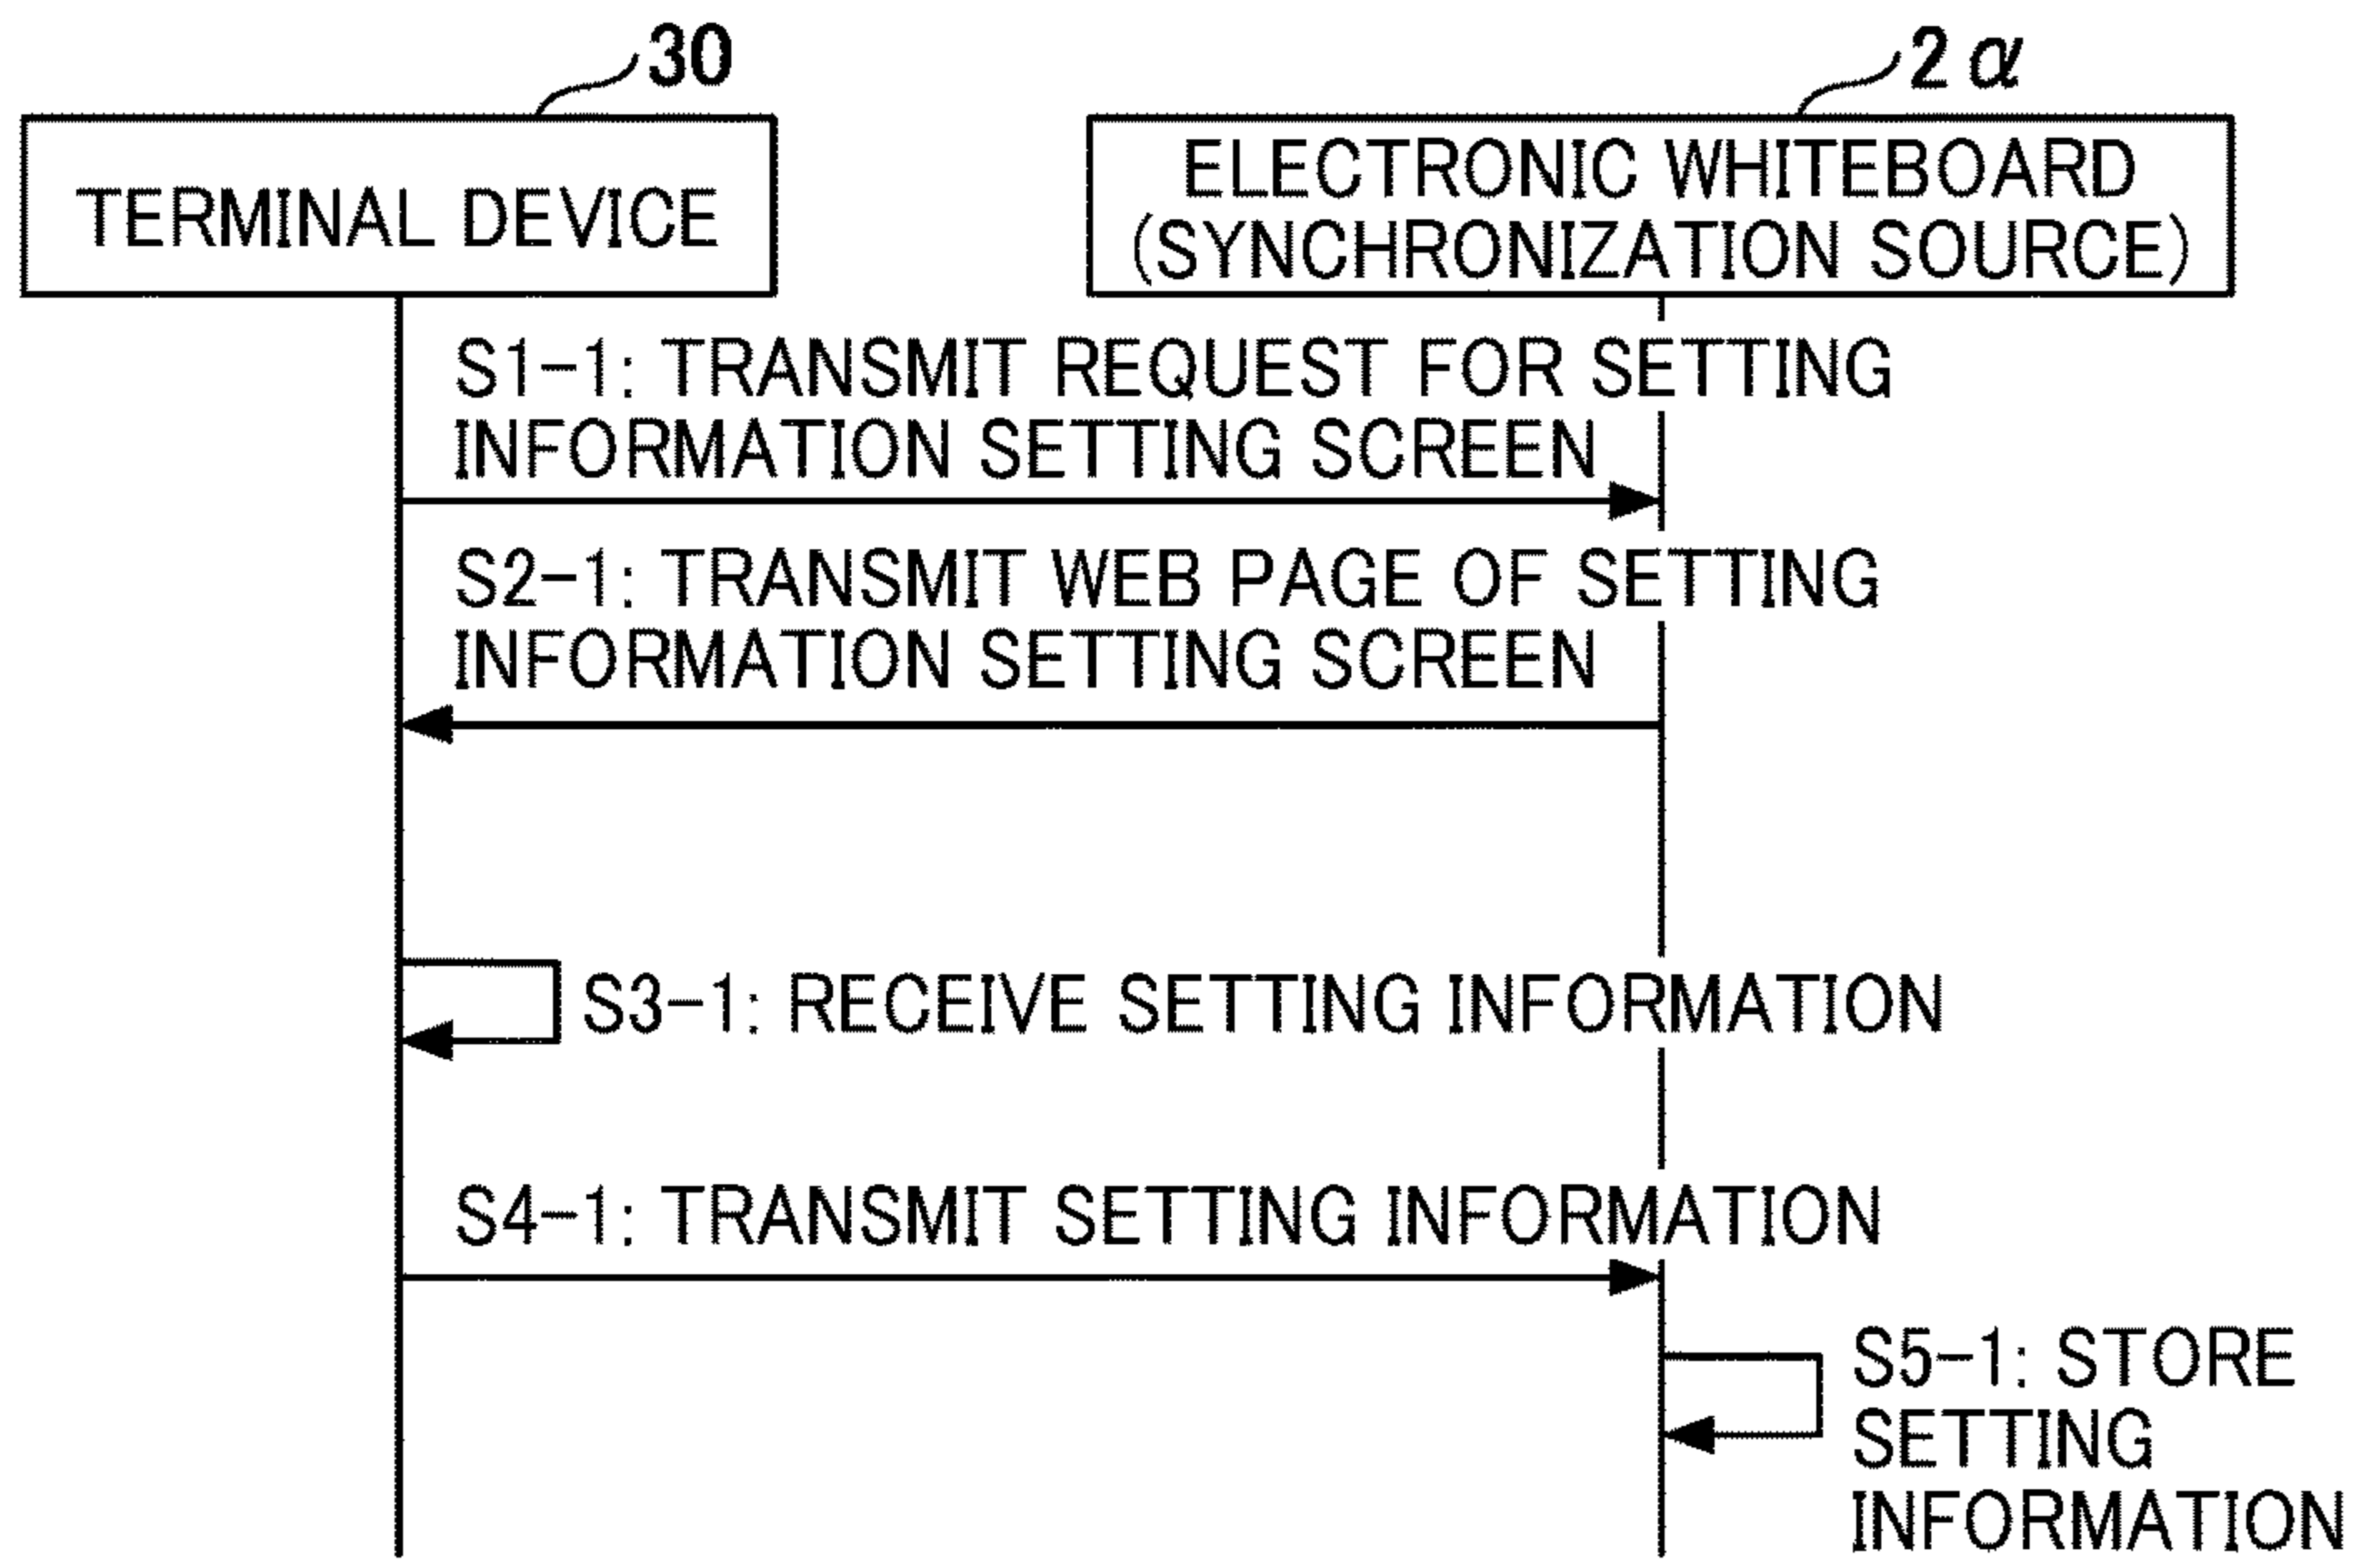 30
2α
TERMINAL DEVICE
ELECTRONIC WHITEBOARD
(SYNCHRONIZATION SOURCE)
S1-1: TRANSMIT REQUEST FOR SETTING
INFORMATION SETTING SCREEN
S2-1: TRANSMIT WEB PAGE OF SETTING
INFORMATION SETTING SCREEN
S3-1: RECEIVE SETTING INFORMATION
S4-1: TRANSMIT SETTING INFORMATION
S5-1: STORE
SETTING
INFORMATION